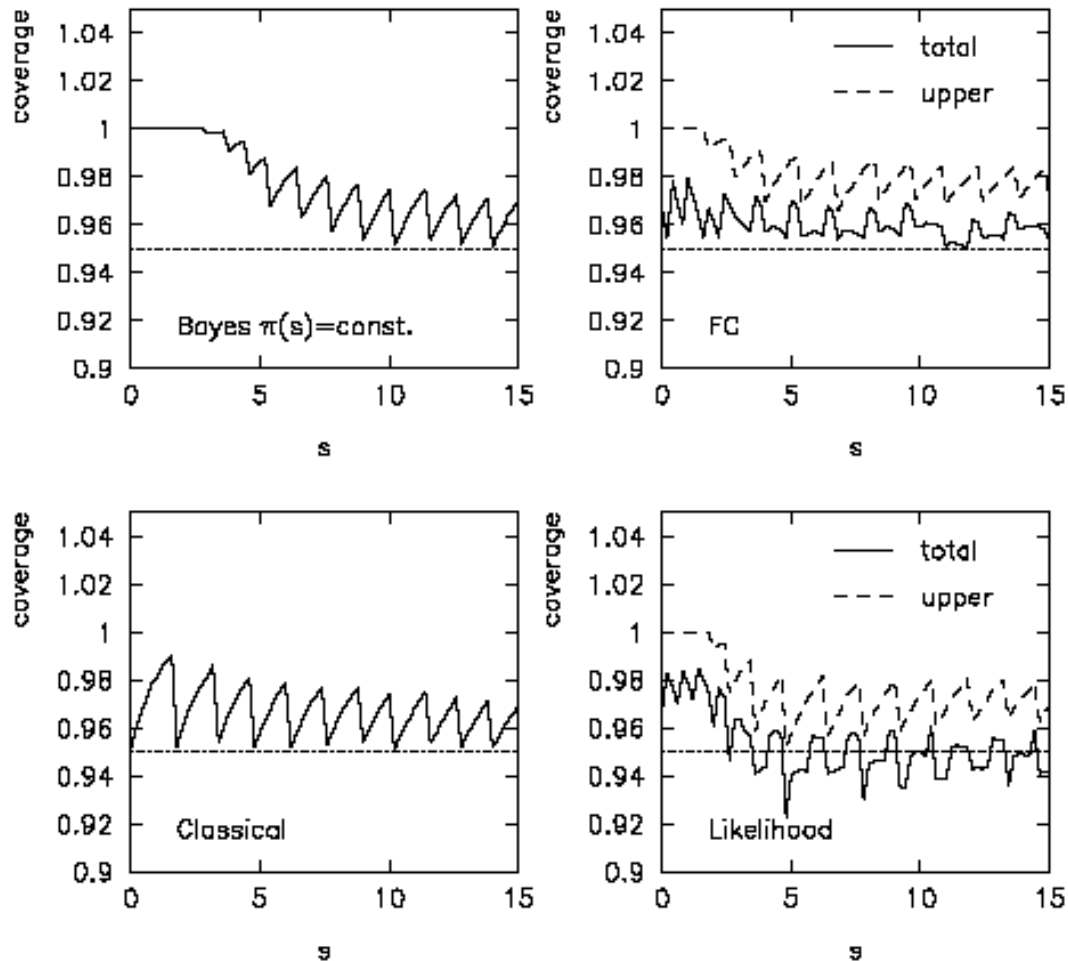 coverage
1.04
1.02
1
0.98
0.96
0.94
0.92
0.9
Bayes π(s)=const.
0 5 10 15
s
coverage
1.04
1.02
1
0.98
0.96
0.94
0.92
0.9
total
upper
FC
0 5 10 15
s
coverage
1.04
1.02
1
0.98
0.96
0.94
0.92
0.9
Classical
0 5 10 15
s
coverage
1.04
1.02
1
0.98
0.96
0.94
0.92
0.9
total
upper
Likelihood
0 5 10 15
s